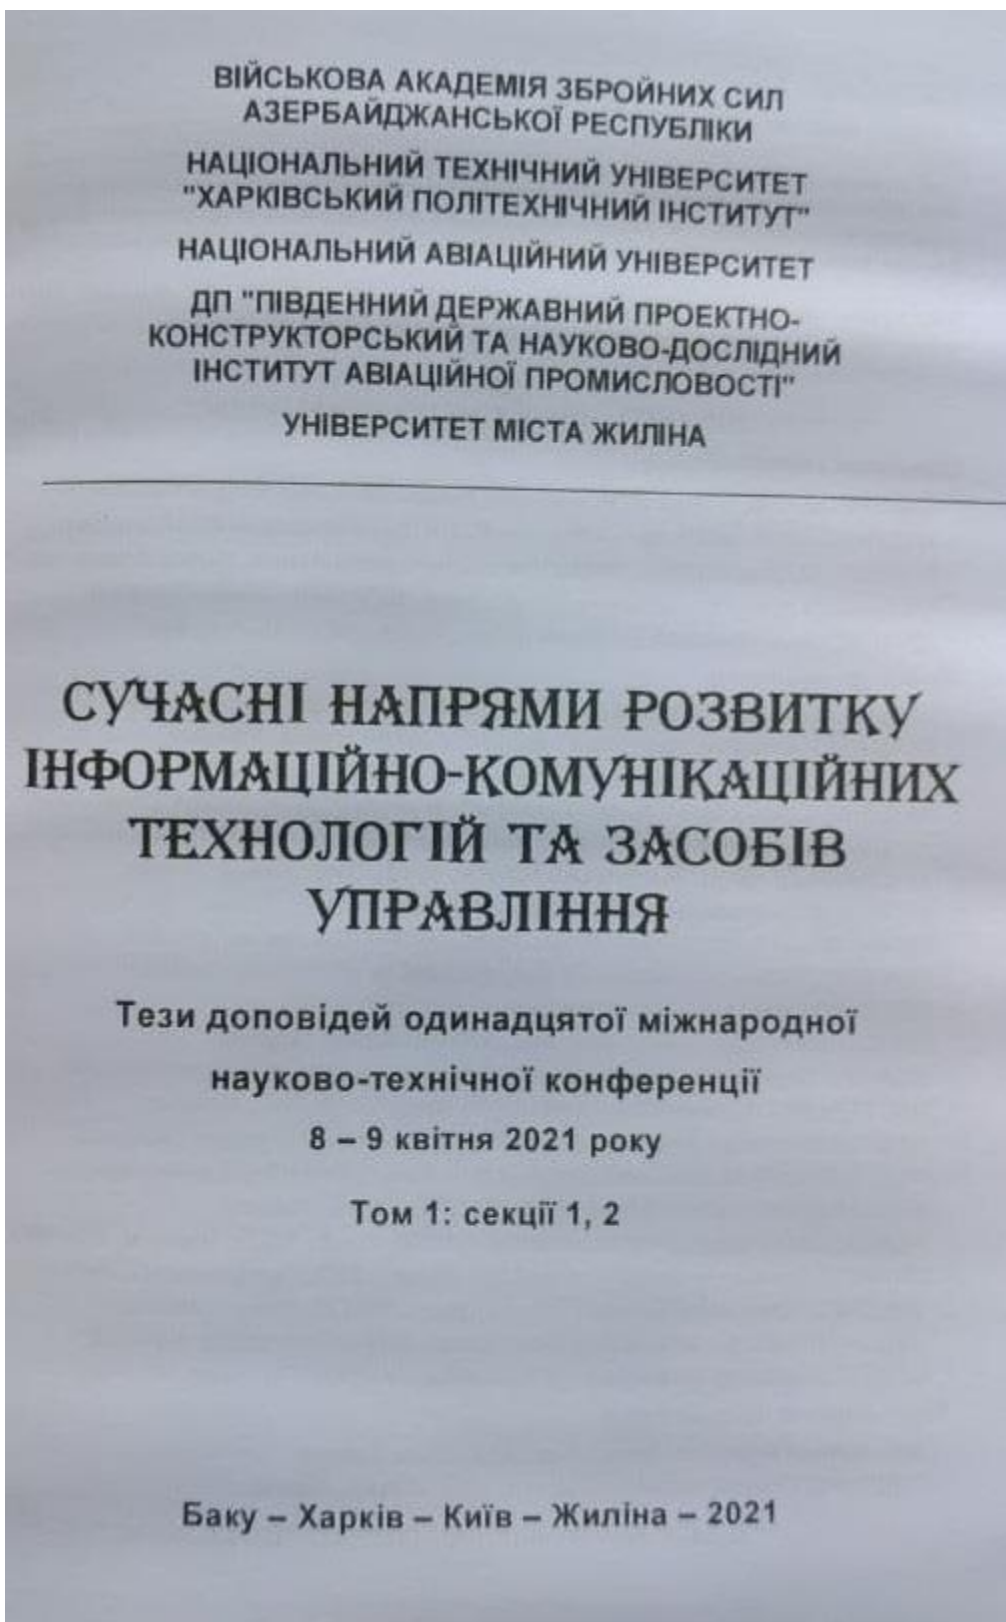 ВІЙСЬКОВА АКАДЕМІЯ ЗБРОЙНИХ СИЛ
АЗЕРБАЙДЖАНСЬКОЇ РЕСПУБЛІКИ
НАЦІОНАЛЬНИЙ ТЕХНІЧНИЙ УНІВЕРСИТЕТ
"ХАРКІВСЬКИЙ ПОЛІТЕХНІЧНИЙ ІНСТИТУТ"
НАЦІОНАЛЬНИЙ АВІАЦІЙНИЙ УНІВЕРСИТЕТ
ДП "ПІВДЕННИЙ ДЕРЖАВНИЙ ПРОЕКТНО-
КОНСТРУКТОРСЬКИЙ ТА НАУКОВО-ДОСЛІДНИЙ
ІНСТИТУТ АВІАЦІЙНОЇ ПРОМИСЛОВОСТІ"
УНІВЕРСИТЕТ МІСТА ЖИЛІНА
СУЧАСНІ НАПРЯМИ РОЗВИТКУ
ІНФОРМАЦІЙНО-КОМУНІКАЦІЙНИХ
ТЕХНОЛОГІЙ ТА ЗАСОБІВ
УПРАВЛІННЯ
Тези доповідей одинадцятої міжнародної
науково-технічної конференції
8 – 9 квітня 2021 року
Том 1: секції 1, 2
Баку – Харків – Київ – Жиліна – 2021